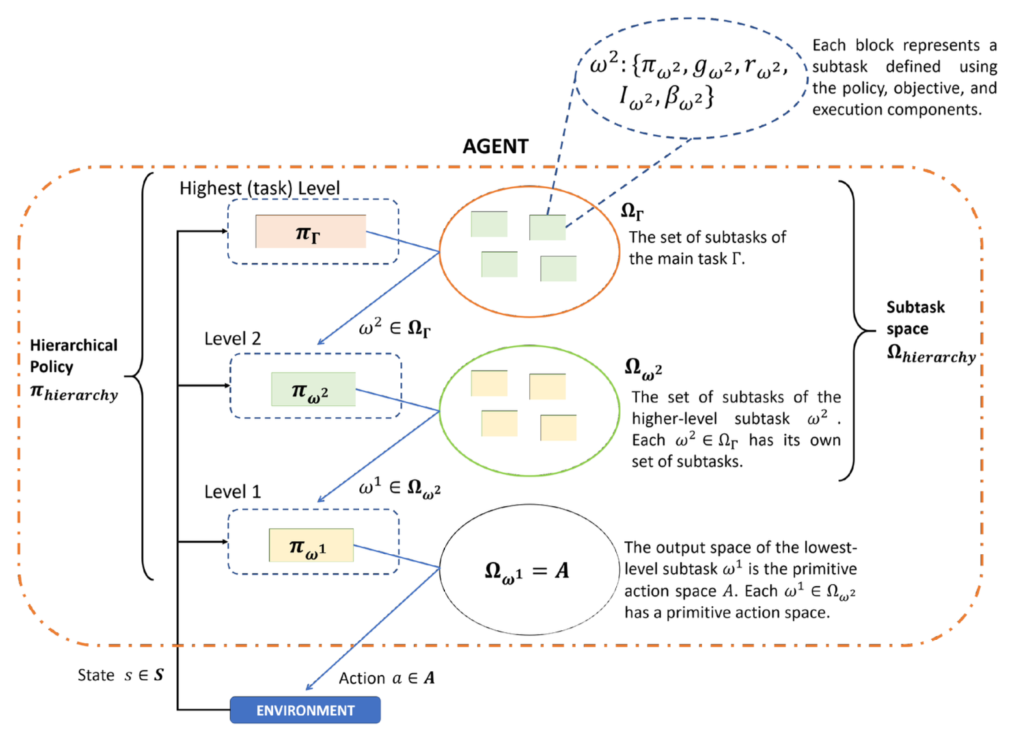 Each block represents a
subtask defined using
the policy, objective, and
execution components.
ω²: {π_ω², g_ω², r_ω²,
I_ω², β_ω²}
AGENT
Highest (task) Level
π_Γ
Ω_Γ
The set of subtasks of
the main task Γ.
Hierarchical
Policy
π_hierarchy
Subtask
space
Ω_hierarchy
ω² ∈ Ω_Γ
Level 2
π_ω²
Ω_ω²
The set of subtasks of the
higher-level subtask ω² .
Each ω² ∈ Ω_Γ has its own
set of subtasks.
ω¹ ∈ Ω_ω²
Level 1
π_ω¹
Ω_ω¹ = A
The output space of the lowest-
level subtask ω¹ is the primitive
action space A. Each ω¹ ∈ Ω_ω²
has a primitive action space.
State s ∈ S
Action a ∈ A
ENVIRONMENT